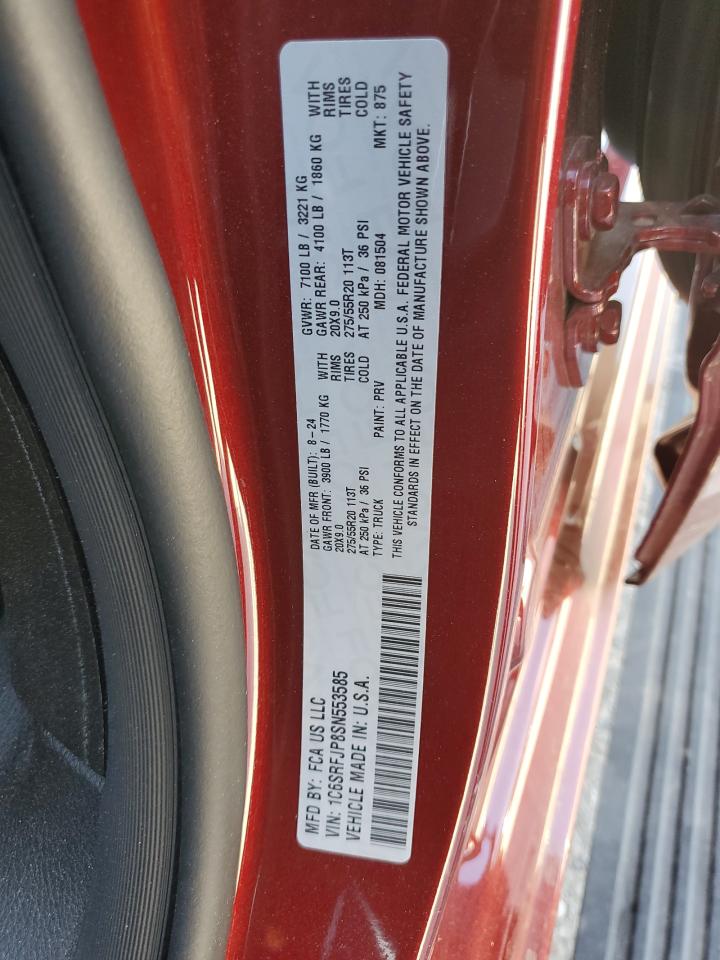 MFD BY: FCA US LLC
VIN: 1C6SRFJP8SN553585
VEHICLE MADE IN: U.S.A.
DATE OF MFR (BUILT): 8-24 GVWR: 7100 LB / 3221 KG
GAWR FRONT: 3900 LB / 1770 KG WITH GAWR REAR: 4100 LB / 1860 KG WITH
20X9.0 RIMS 20X9.0 RIMS
275/55R20 113T TIRES 275/55R20 113T TIRES
AT 250 kPa / 36 PSI COLD AT 250 kPa / 36 PSI COLD
TYPE: TRUCK PAINT: PRV MDH: 081504 MKT: 875
THIS VEHICLE CONFORMS TO ALL APPLICABLE U.S.A. FEDERAL MOTOR VEHICLE SAFETY
STANDARDS IN EFFECT ON THE DATE OF MANUFACTURE SHOWN ABOVE.